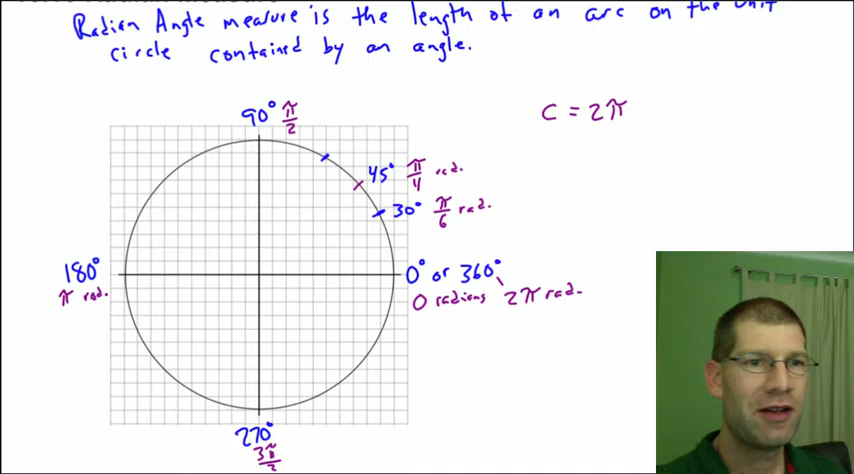 Radian Angle measure is the length of an arc on the unit
circle contained by an angle.
90° π/2
C = 2π
45° π/4 rad.
30° π/6 rad.
180°
π rad.
0° or 360°
0 radians 2π rad.
270°
3π/2